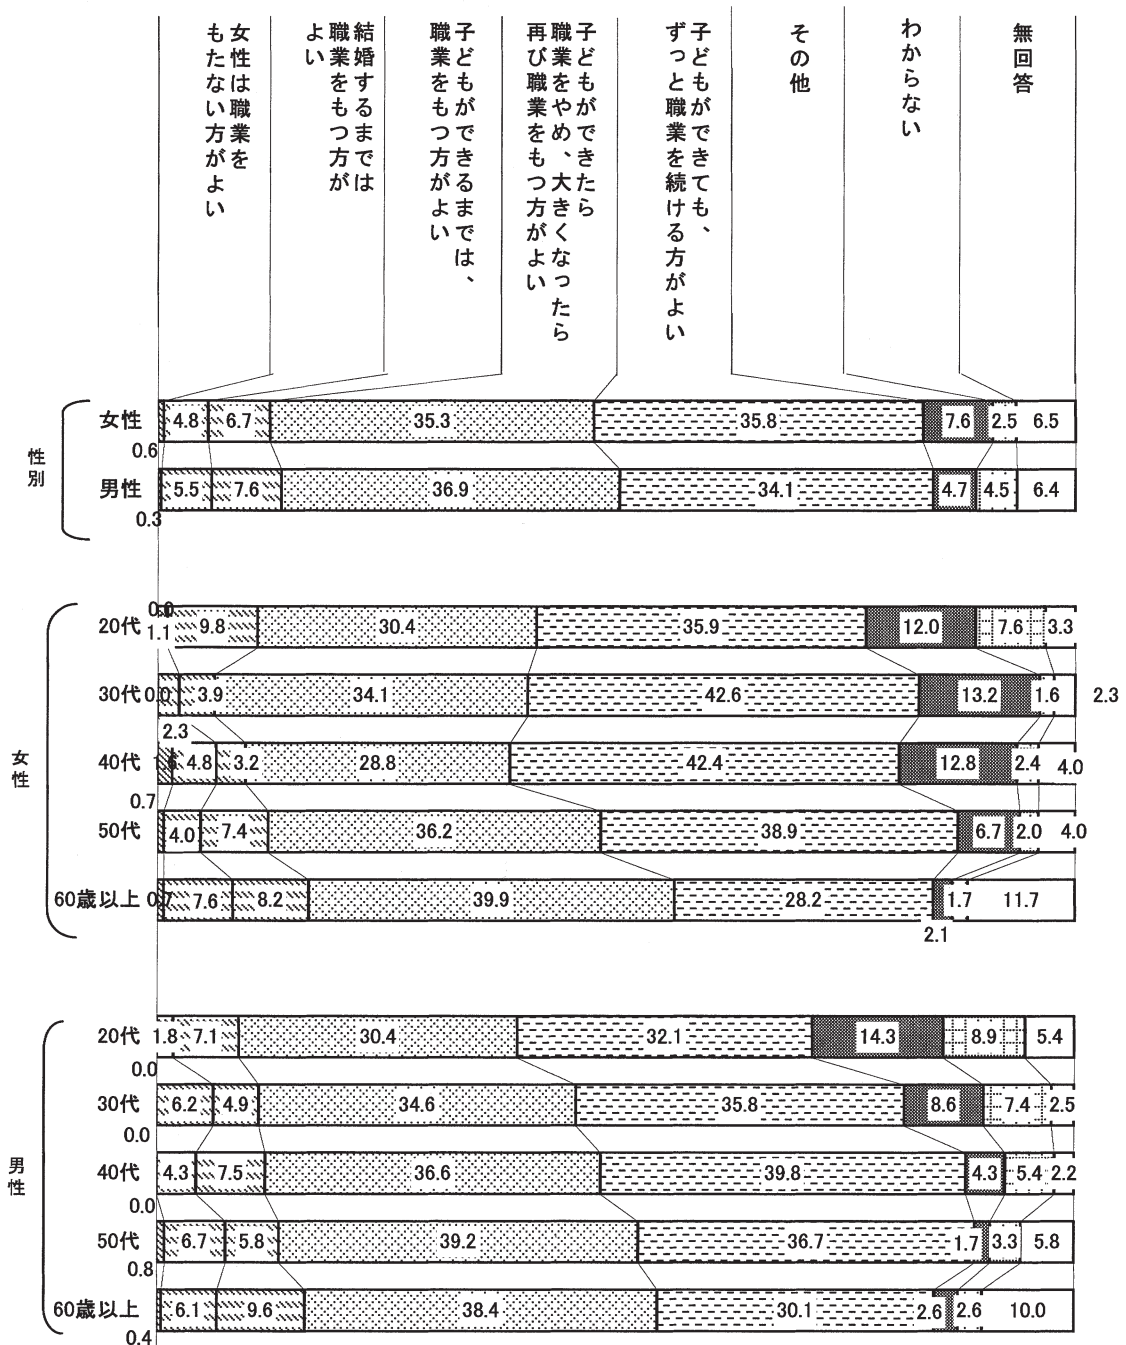 女性は職業を
もたない方がよい
結婚するまでは
職業をもつ方が
よい
子どもができるまでは、
職業をもつ方がよい
子どもができたら
職業をやめ、大きくなったら
再び職業をもつ方がよい
子どもができても、
ずっと職業を続ける方がよい
その他
わからない
無回答
性別
女性 4.8 6.7 35.3 35.8 7.6 2.5 6.5
0.6
男性 5.5 7.6 36.9 34.1 4.7 4.5 6.4
0.3
女性
0.0
20代 1.1 9.8 30.4 35.9 12.0 7.6 3.3
30代 0.0 3.9 34.1 42.6 13.2 1.6 2.3
2.3
40代 4.8 3.2 28.8 42.4 12.8 2.4 4.0
0.7
50代 4.0 7.4 36.2 38.9 6.7 2.0 4.0
60歳以上 0.7 7.6 8.2 39.9 28.2 1.7 11.7
2.1
男性
20代 1.8 7.1 30.4 32.1 14.3 8.9 5.4
0.0
30代 6.2 4.9 34.6 35.8 8.6 7.4 2.5
0.0
40代 4.3 7.5 36.6 39.8 4.3 5.4 2.2
0.0
50代 6.7 5.8 39.2 36.7 1.7 3.3 5.8
0.8
60歳以上 6.1 9.6 38.4 30.1 2.6 2.6 10.0
0.4